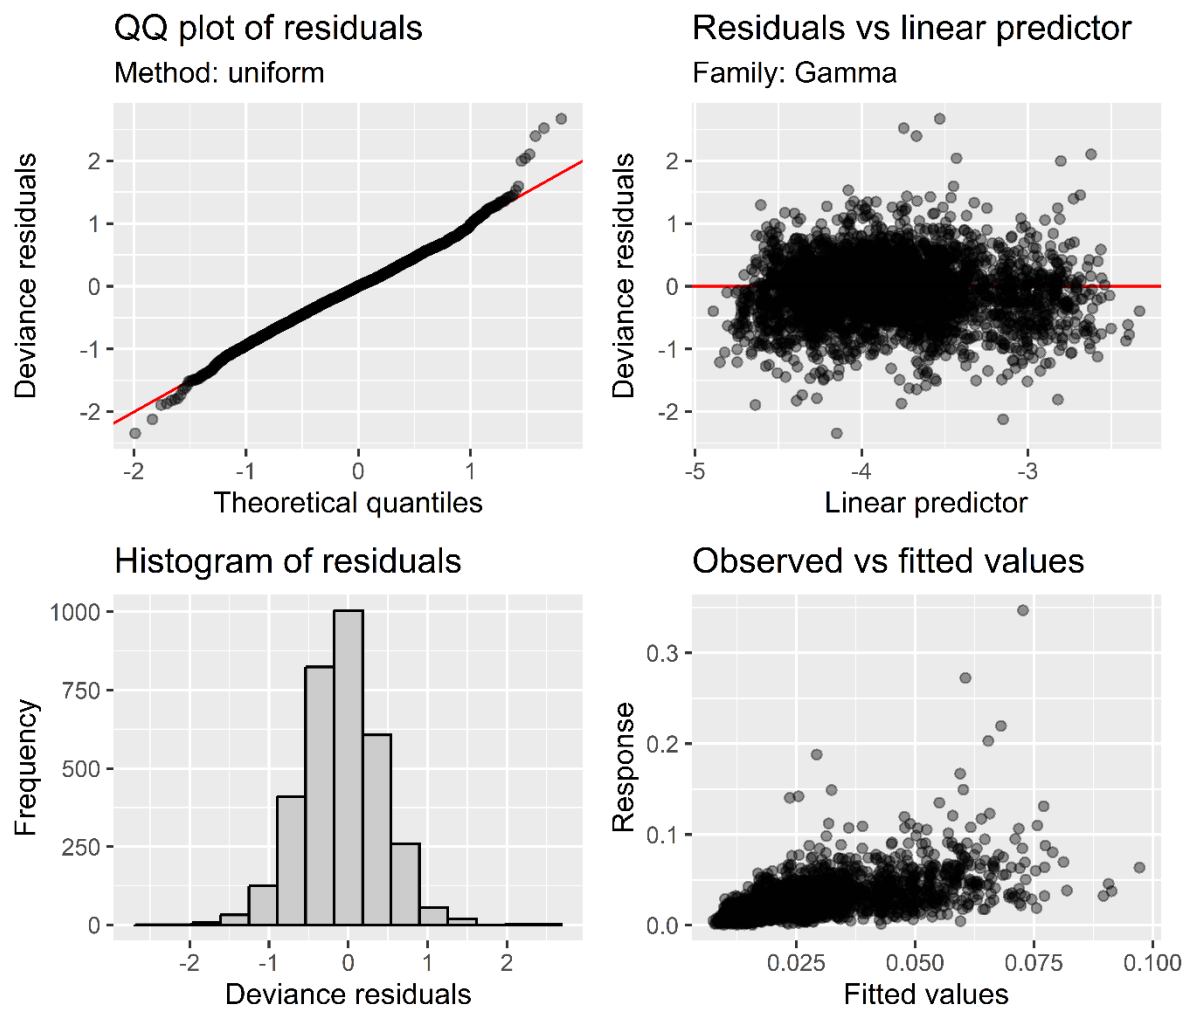 QQ plot of residuals
Method: uniform
Deviance residuals
2
1
0
-1
-2
-2
-1
0
1
Theoretical quantiles
Residuals vs linear predictor
Family: Gamma
Deviance residuals
2
1
0
-1
-2
-5
-4
-3
Linear predictor
Histogram of residuals
Frequency
1000
750
500
250
0
-2
-1
0
1
2
Deviance residuals
Observed vs fitted values
Response
0.3
0.2
0.1
0.0
0.025
0.050
0.075
0.100
Fitted values